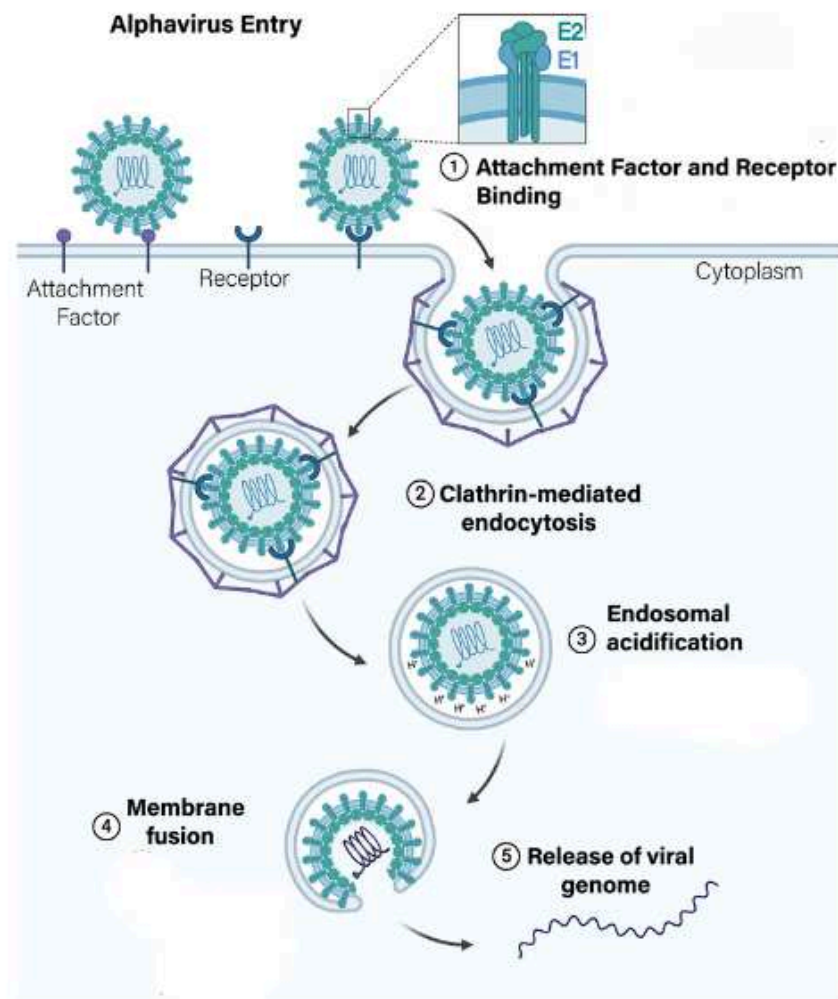 Alphavirus Entry
E2
E1
① Attachment Factor and Receptor
Binding
Attachment
Factor
Receptor
Cytoplasm
② Clathrin-mediated
endocytosis
③ Endosomal
acidification
H⁺
H⁺
H⁺
H⁺
H⁺
H⁺
④ Membrane
fusion
⑤ Release of viral
genome